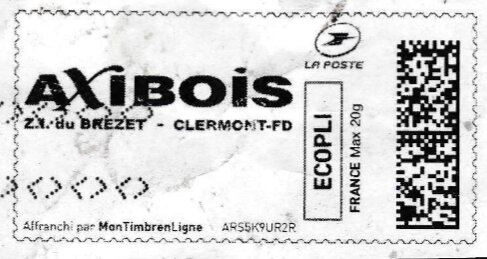 LA POSTE
AXIBOIS
Z.I. du BREZET - CLERMONT-FD
ECOPLI
FRANCE Max 20g
Affranchi par MonTimbrenLigne ARS5K9UR2R